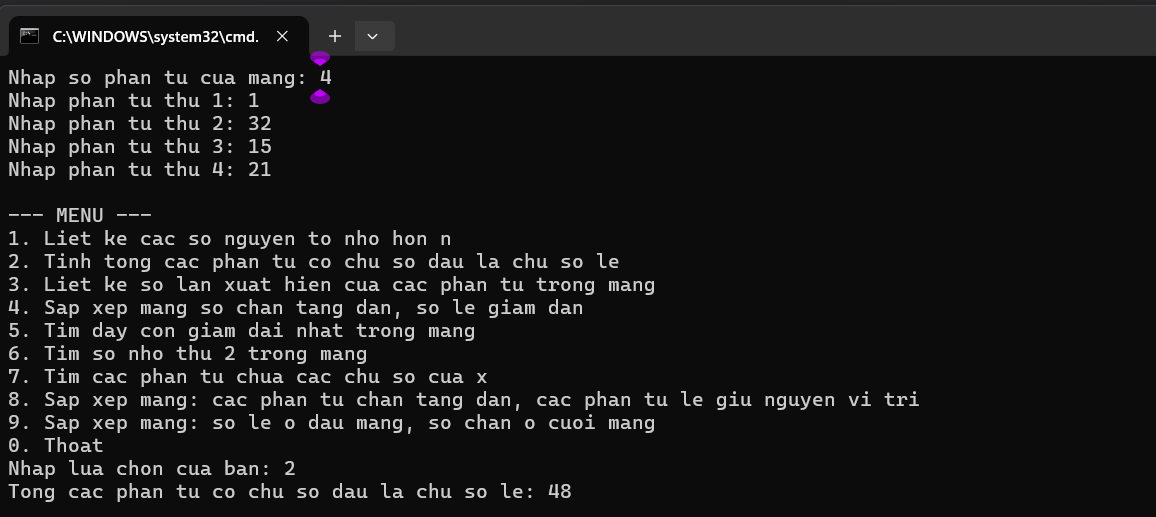 C:\WINDOWS\system32\cmd.
Nhap so phan tu cua mang: 4
Nhap phan tu thu 1: 1
Nhap phan tu thu 2: 32
Nhap phan tu thu 3: 15
Nhap phan tu thu 4: 21
--- MENU ---
1. Liet ke cac so nguyen to nho hon n
2. Tinh tong cac phan tu co chu so dau la chu so le
3. Liet ke so lan xuat hien cua cac phan tu trong mang
4. Sap xep mang so chan tang dan, so le giam dan
5. Tim day con giam dai nhat trong mang
6. Tim so nho thu 2 trong mang
7. Tim cac phan tu chua cac chu so cua x
8. Sap xep mang: cac phan tu chan tang dan, cac phan tu le giu nguyen vi tri
9. Sap xep mang: so le o dau mang, so chan o cuoi mang
0. Thoat
Nhap lua chon cua ban: 2
Tong cac phan tu co chu so dau la chu so le: 48